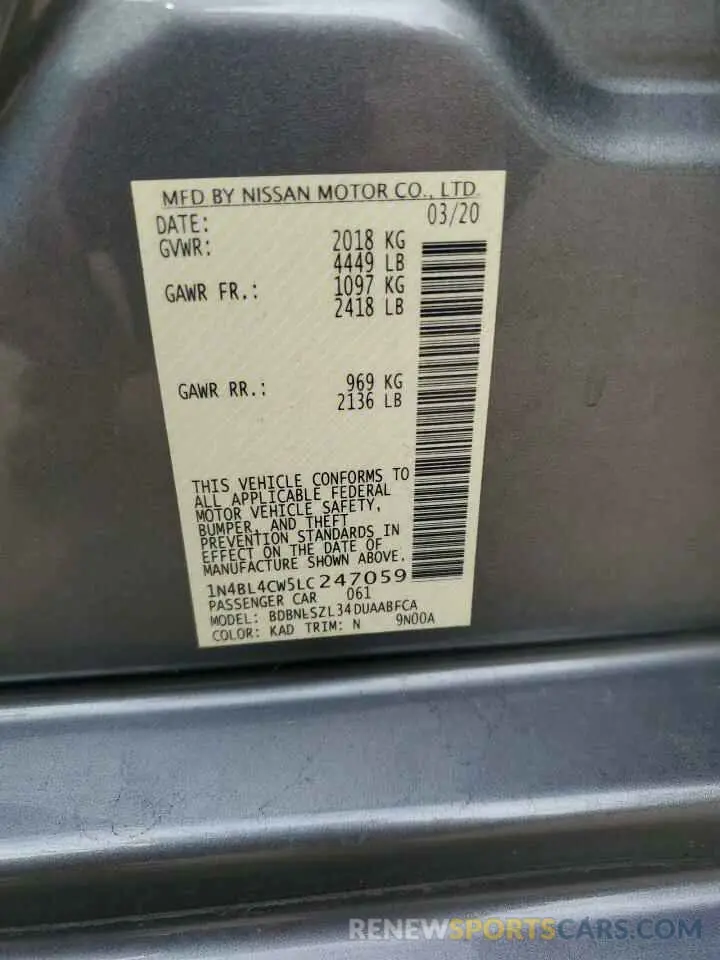 MFD BY NISSAN MOTOR CO., LTD.
DATE: 03/20
GVWR: 2018 KG
4449 LB
GAWR FR.: 1097 KG
2418 LB
GAWR RR.: 969 KG
2136 LB
THIS VEHICLE CONFORMS TO
ALL APPLICABLE FEDERAL
MOTOR VEHICLE SAFETY,
BUMPER, AND THEFT
PREVENTION STANDARDS IN
EFFECT ON THE DATE OF
MANUFACTURE SHOWN ABOVE.
1N4BL4CW5LC247059
PASSENGER CAR 061
MODEL: BDBNLSZL34DUAABFCA
COLOR: KAD TRIM: N 9N00A
RENEWSPORTSCARS.COM